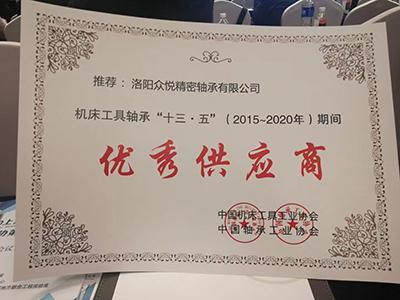 推荐：洛阳众悦精密轴承有限公司
机床工具轴承“十三·五”（2015~2020年）期间
优秀供应商
中国机床工具工业协会
中国轴承工业协会